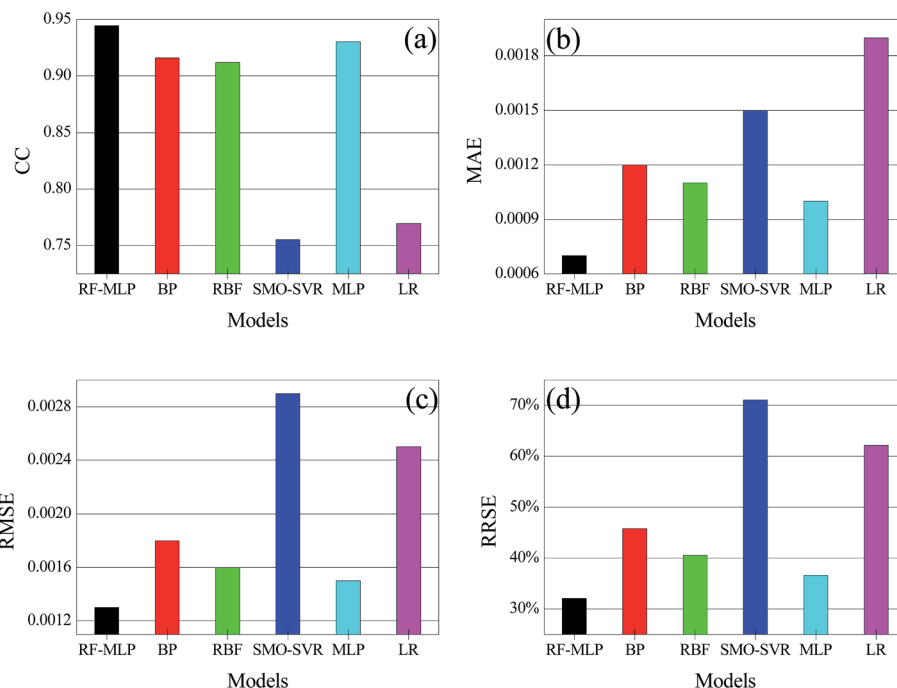 (a)
CC
0.95
0.90
0.85
0.80
0.75
RF-MLP BP RBF SMO-SVR MLP LR
Models
(b)
MAE
0.0018
0.0015
0.0012
0.0009
0.0006
RF-MLP BP RBF SMO-SVR MLP LR
Models
(c)
RMSE
0.0028
0.0024
0.0020
0.0016
0.0012
RF-MLP BP RBF SMO-SVR MLP LR
Models
(d)
RRSE
70%
60%
50%
40%
30%
RF-MLP BP RBF SMO-SVR MLP LR
Models